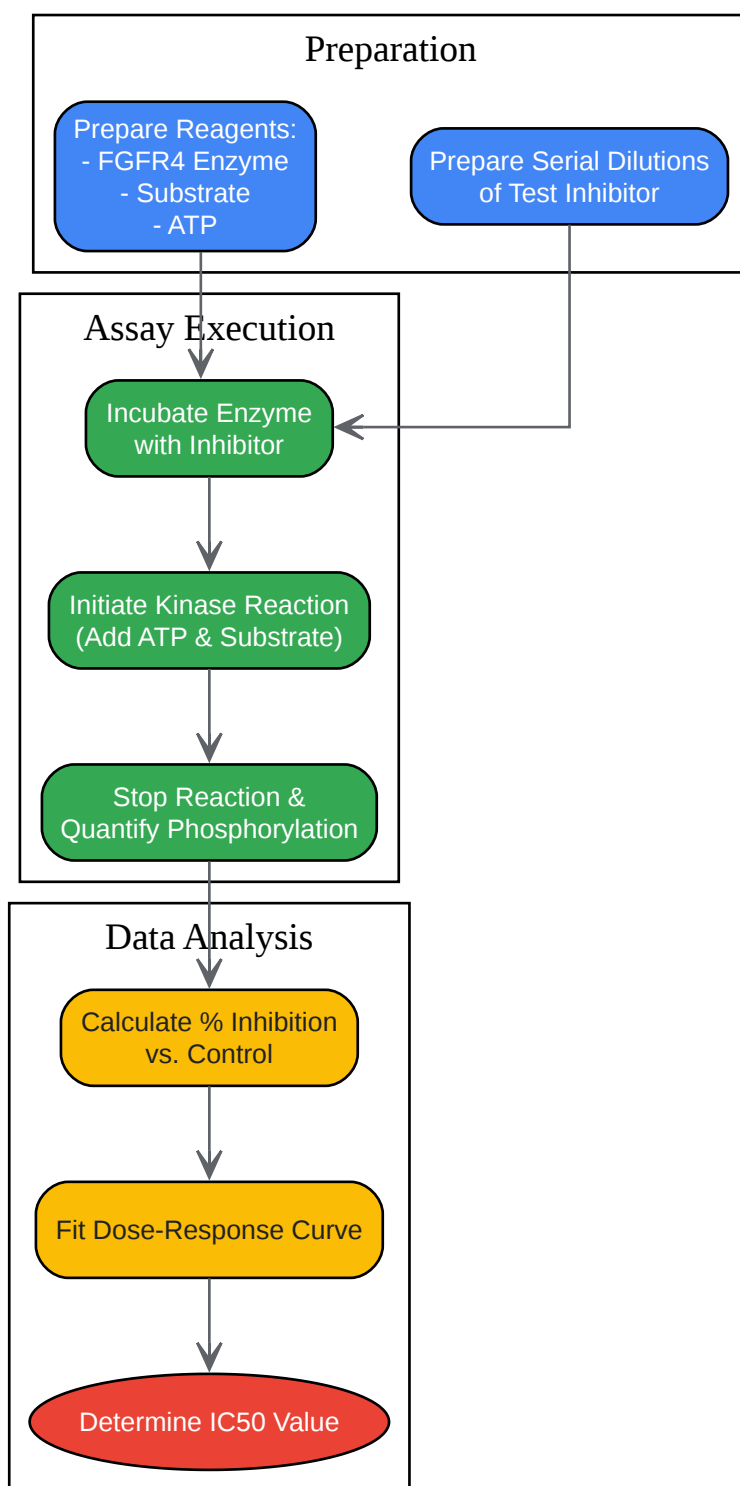 Preparation
Prepare Reagents:
- FGFR4 Enzyme
- Substrate
- ATP
Prepare Serial Dilutions
of Test Inhibitor
Assay Execution
Incubate Enzyme
with Inhibitor
Initiate Kinase Reaction
(Add ATP & Substrate)
Stop Reaction &
Quantify Phosphorylation
Data Analysis
Calculate % Inhibition
vs. Control
Fit Dose-Response Curve
Determine IC50 Value